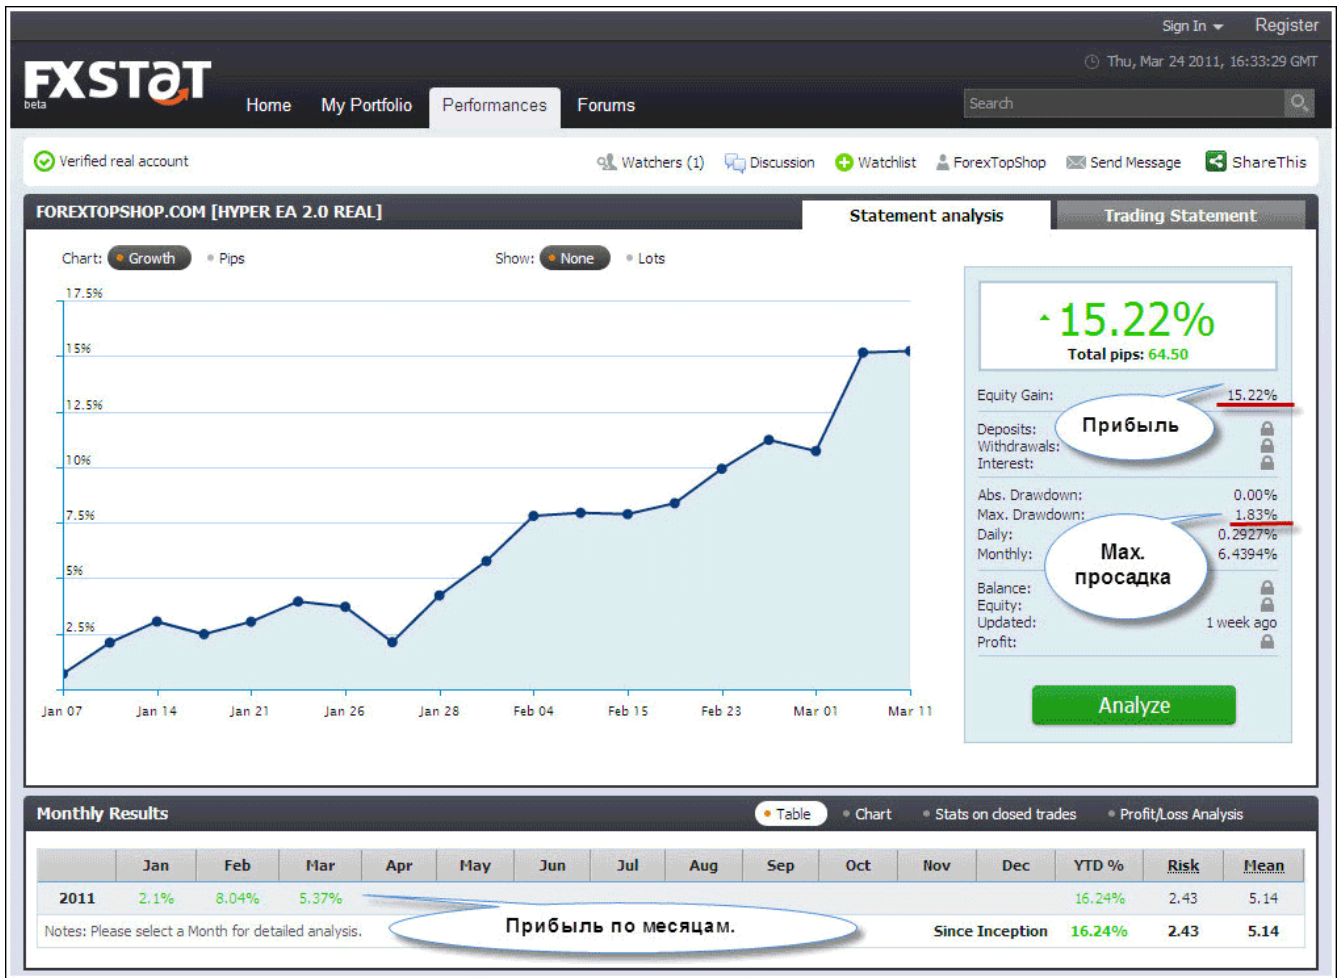 Sign In Register
FXSTAT
beta
Thu, Mar 24 2011, 16:33:29 GMT
Home My Portfolio Performances Forums
Search
Verified real account
Watchers (1) Discussion Watchlist ForexTopShop Send Message ShareThis
FOREXTOPSHOP.COM [HYPER EA 2.0 REAL]
Statement analysis Trading Statement
Chart: Growth Pips Show: None Lots
17.5%
15%
12.5%
10%
7.5%
5%
2.5%
Jan 07 Jan 14 Jan 21 Jan 26 Jan 28 Feb 04 Feb 15 Feb 23 Mar 01 Mar 11
15.22%
Total pips: 64.50
Equity Gain: 15.22%
Прибыль
Deposits:
Withdrawals:
Interest:
Abs. Drawdown: 0.00%
Max. Drawdown: 1.83%
Daily: 0.2927%
Monthly: 6.4394%
Max.
просадка
Balance:
Equity:
Updated: 1 week ago
Profit:
Analyze
Monthly Results
Table Chart Stats on closed trades Profit/Loss Analysis
Jan Feb Mar Apr May Jun Jul Aug Sep Oct Nov Dec YTD % Risk Mean
2011 2.1% 8.04% 5.37% 16.24% 2.43 5.14
Notes: Please select a Month for detailed analysis.
Прибыль по месяцам.
Since Inception 16.24% 2.43 5.14